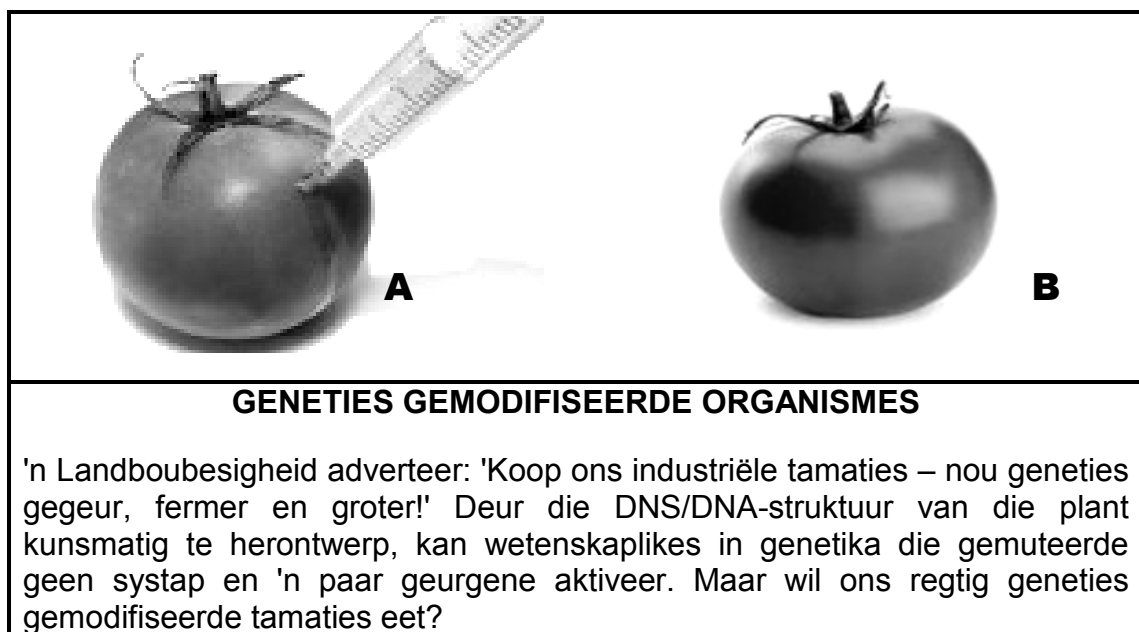 A
B
GENETIES GEMODIFISEERDE ORGANISMES
'n Landboubesigheid adverteer: 'Koop ons industriële tamaties – nou geneties
gegeur, fermer en groter!' Deur die DNS/DNA-struktuur van die plant
kunsmatig te herontwerp, kan wetenskaplikes in genetika die gemuteerde
geen systap en 'n paar geurgene aktiveer. Maar wil ons regtig geneties
gemodifiseerde tamaties eet?